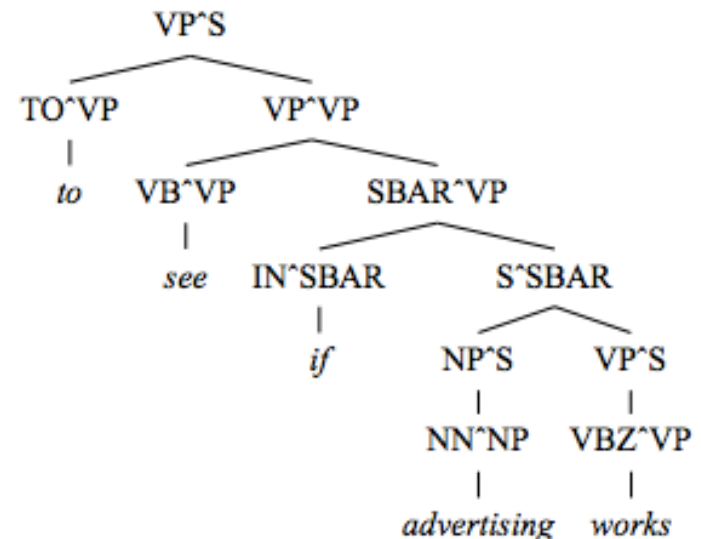 VP^S
TO^VP VP^VP
to VB^VP SBAR^VP
see IN^SBAR S^SBAR
if NP^S VP^S
NN^NP VBZ^VP
advertising works